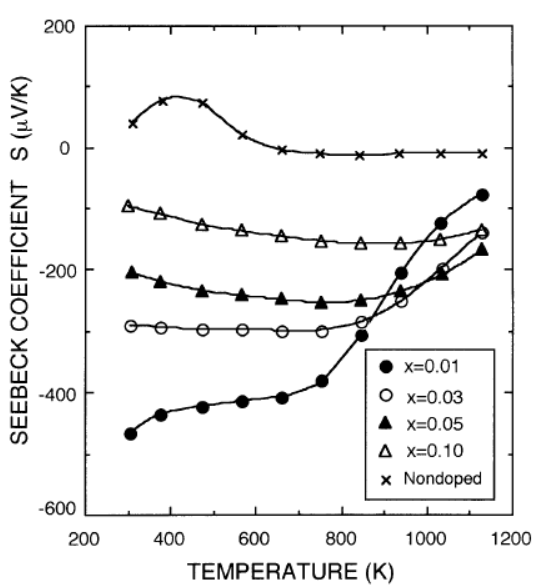 SEEBECK COEFFICIENT S (μV/K)
200
0
-200
-400
-600
x=0.01
x=0.03
x=0.05
x=0.10
Nondoped
200 400 600 800 1000 1200
TEMPERATURE (K)